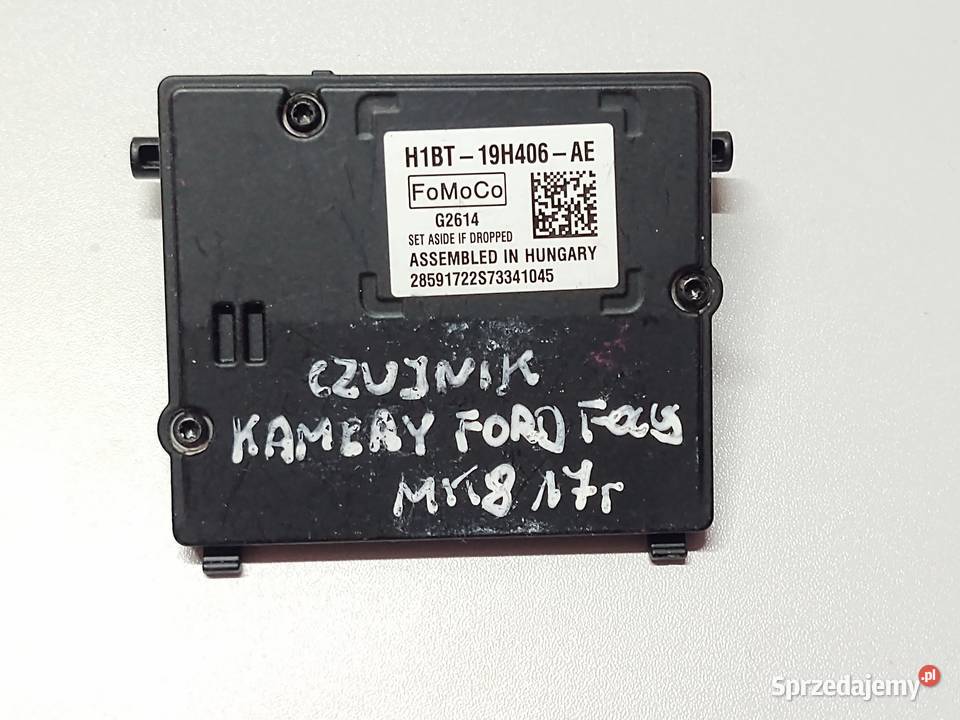 H1BT-19H406-AE
FoMoCo
G2614
SET ASIDE IF DROPPED
ASSEMBLED IN HUNGARY
28591722S73341045
CZUJNIK
KAMERY FORD Focus
MK8 17r
Sprzedajemy.pl